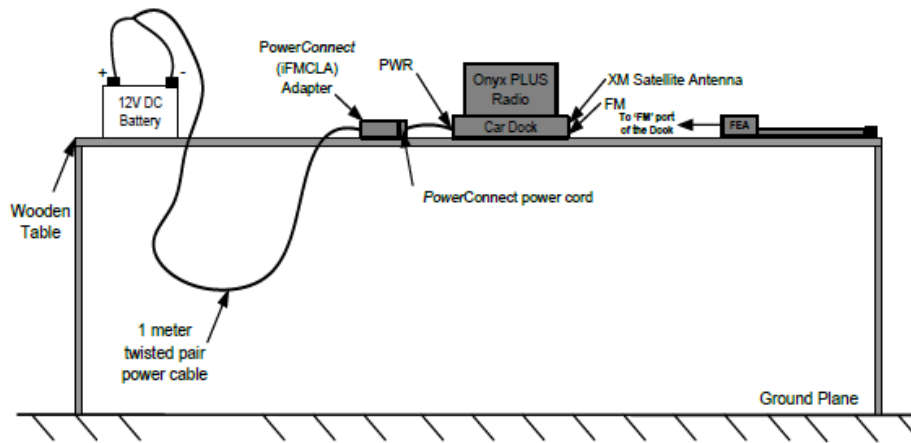 PowerConnect
(iFMCLA)
Adapter
PWR
Onyx PLUS
Radio
XM Satellite Antenna
FM
+
-
12V DC
Battery
Car Dock
To 'FM' port
of the Dook
FEA
Wooden
Table
PowerConnect power cord
1 meter
twisted pair
power cable
Ground Plane